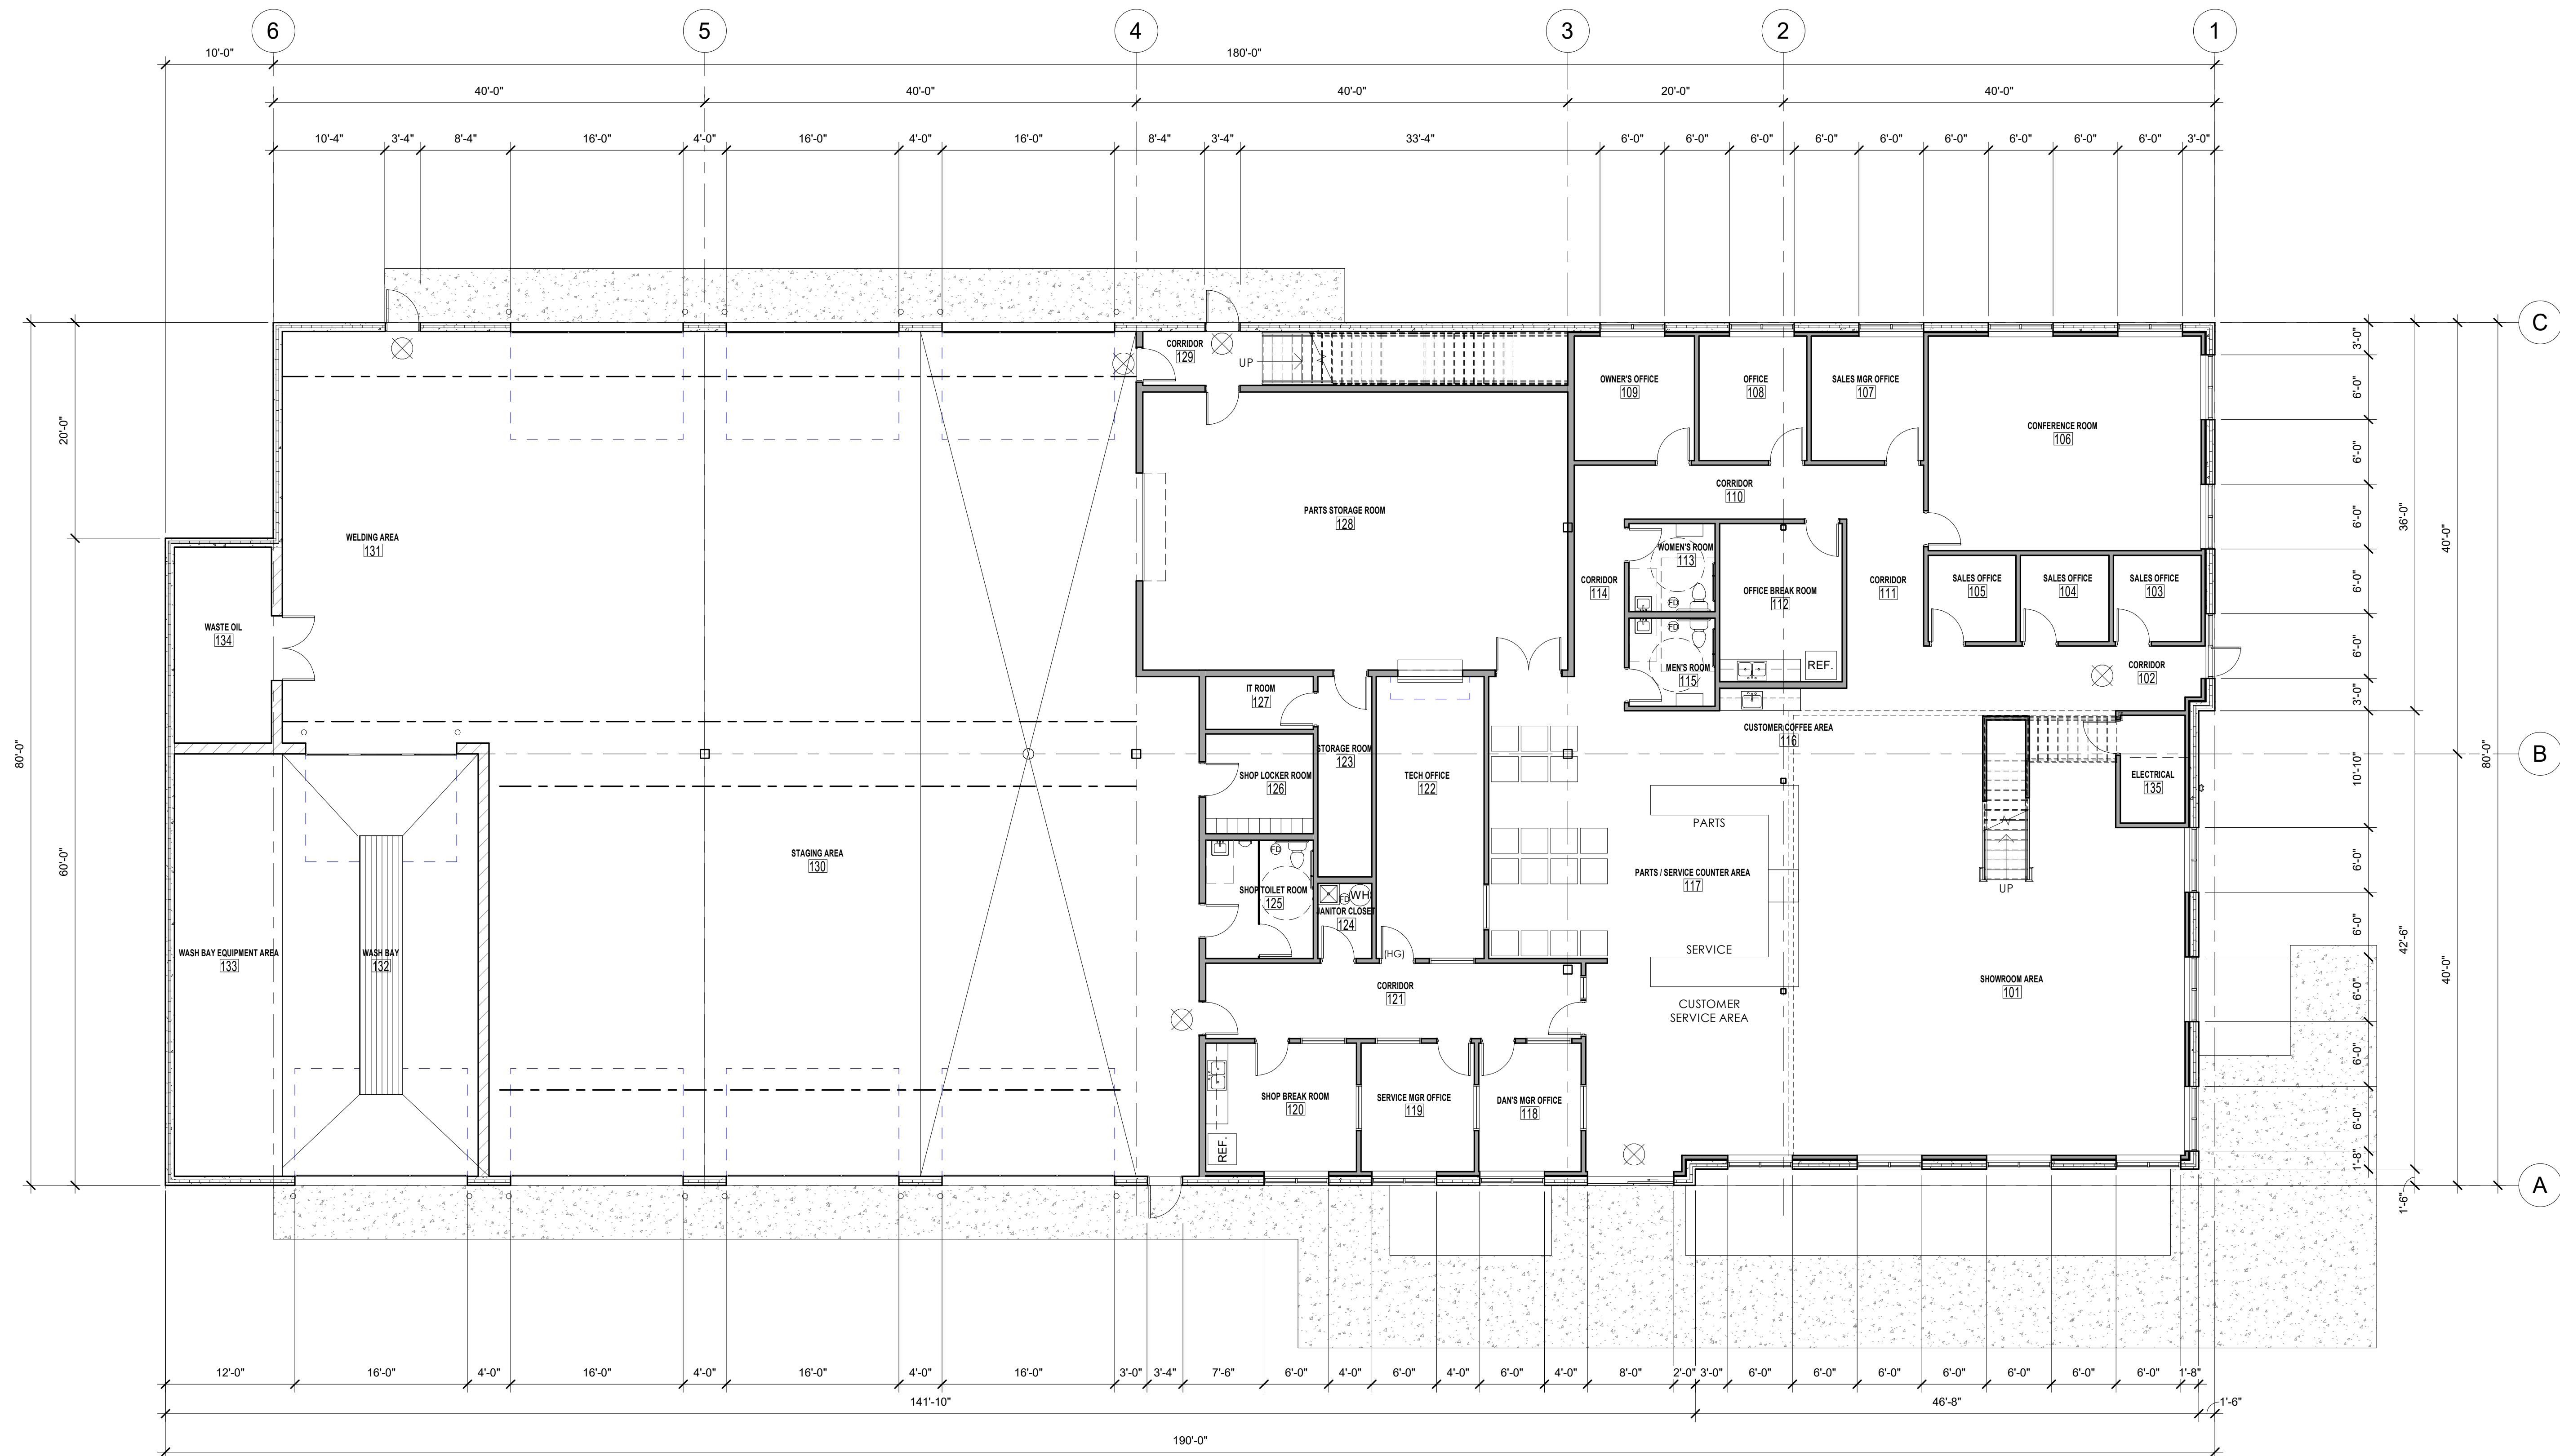 6 5 4 3 2 1
10'-0" 180'-0"
40'-0" 40'-0" 40'-0" 20'-0" 40'-0"
10'-4" 3'-4" 8'-4" 16'-0" 4'-0" 16'-0" 4'-0" 16'-0" 8'-4" 3'-4" 33'-4" 6'-0" 6'-0" 6'-0" 6'-0" 6'-0" 6'-0" 6'-0" 6'-0" 6'-0" 3'-0"
C
B
A
80'-0"
20'-0"
60'-0"
CORRIDOR
129
UP
OWNER'S OFFICE
109
OFFICE
108
SALES MGR OFFICE
107
CONFERENCE ROOM
106
CORRIDOR
110
PARTS STORAGE ROOM
128
WELDING AREA
131
WOMEN'S ROOM
113
FD
CORRIDOR
114
OFFICE BREAK ROOM
112
REF.
CORRIDOR
111
SALES OFFICE
105
SALES OFFICE
104
SALES OFFICE
103
WASTE OIL
134
FD
MEN'S ROOM
115
CORRIDOR
102
IT ROOM
127
CUSTOMER COFFEE AREA
116
STORAGE ROOM
123
SHOP LOCKER ROOM
126
TECH OFFICE
122
ELECTRICAL
135
PARTS
STAGING AREA
130
FD
PARTS / SERVICE COUNTER AREA
117
UP
SHOP TOILET ROOM
125
FD
WH
JANITOR CLOSET
124
(HG)
SERVICE
WASH BAY EQUIPMENT AREA
133
WASH BAY
132
CORRIDOR
121
SHOWROOM AREA
101
CUSTOMER
SERVICE AREA
SHOP BREAK ROOM
120
REF.
SERVICE MGR OFFICE
119
DAN'S MGR OFFICE
118
3'-0"
6'-0"
6'-0"
6'-0"
6'-0"
6'-0"
3'-0"
10'-10"
6'-0"
6'-0"
6'-0"
6'-0"
6'-0"
1'-8"
36'-0"
42'-6"
1'-6"
40'-0"
40'-0"
80'-0"
12'-0" 16'-0" 4'-0" 16'-0" 4'-0" 16'-0" 4'-0" 16'-0" 3'-0" 3'-4" 7'-6" 6'-0" 4'-0" 6'-0" 4'-0" 6'-0" 4'-0" 8'-0" 2'-0" 3'-0" 6'-0" 6'-0" 6'-0" 6'-0" 6'-0" 6'-0" 6'-0" 1'-8"
141'-10" 46'-8" 1'-6"
190'-0"